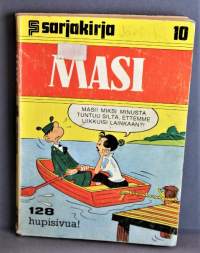 sarjakirja 10
MASI
MASI! MIKSI MINUSTA
TUNTUU SILTÄ, ETTEMME
LIIKKUISI LAINKAAN?!
128
hupisivua!